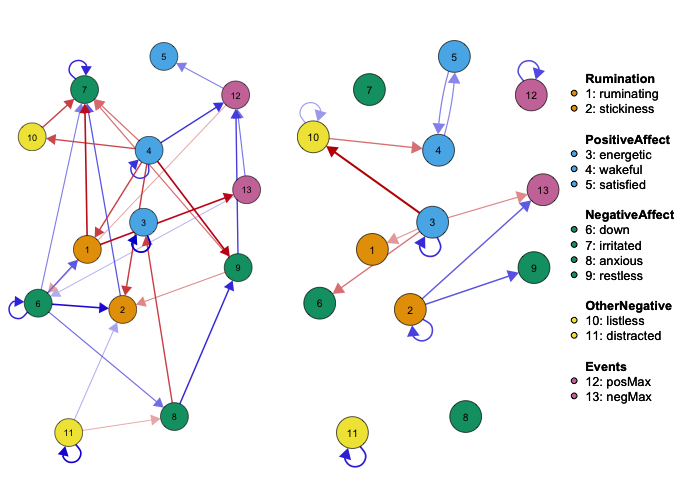 5
7
12
10
4
13
3
1
9
6
2
8
11
5
7
12
10
4
13
3
1
9
6
2
8
11
Rumination
1: ruminating
2: stickiness
PositiveAffect
3: energetic
4: wakeful
5: satisfied
NegativeAffect
6: down
7: irritated
8: anxious
9: restless
OtherNegative
10: listless
11: distracted
Events
12: posMax
13: negMax